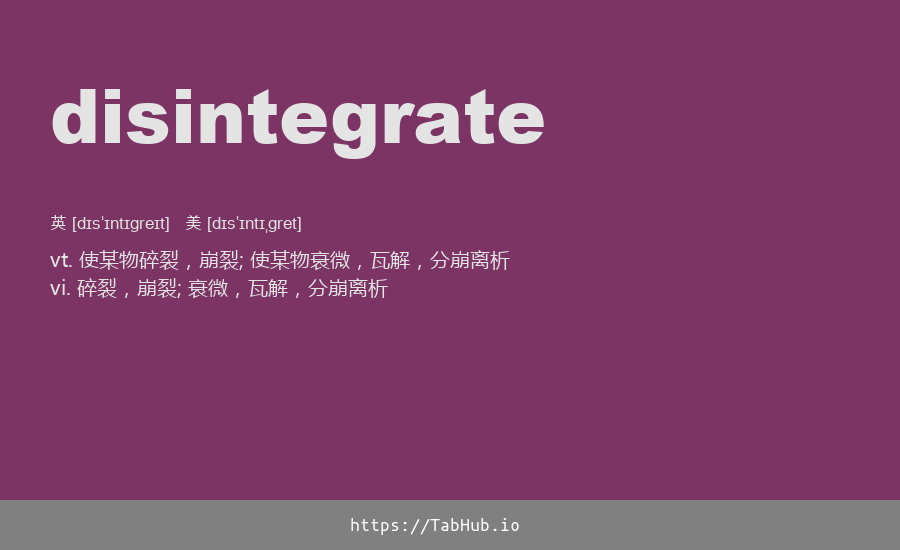 disintegrate
英 [dɪsˈɪntɪgreɪt] 美 [dɪsˈɪntɪˌɡret]
vt. 使某物碎裂，崩裂; 使某物衰微，瓦解，分崩离析
vi. 碎裂，崩裂; 衰微，瓦解，分崩离析
https://TabHub.io